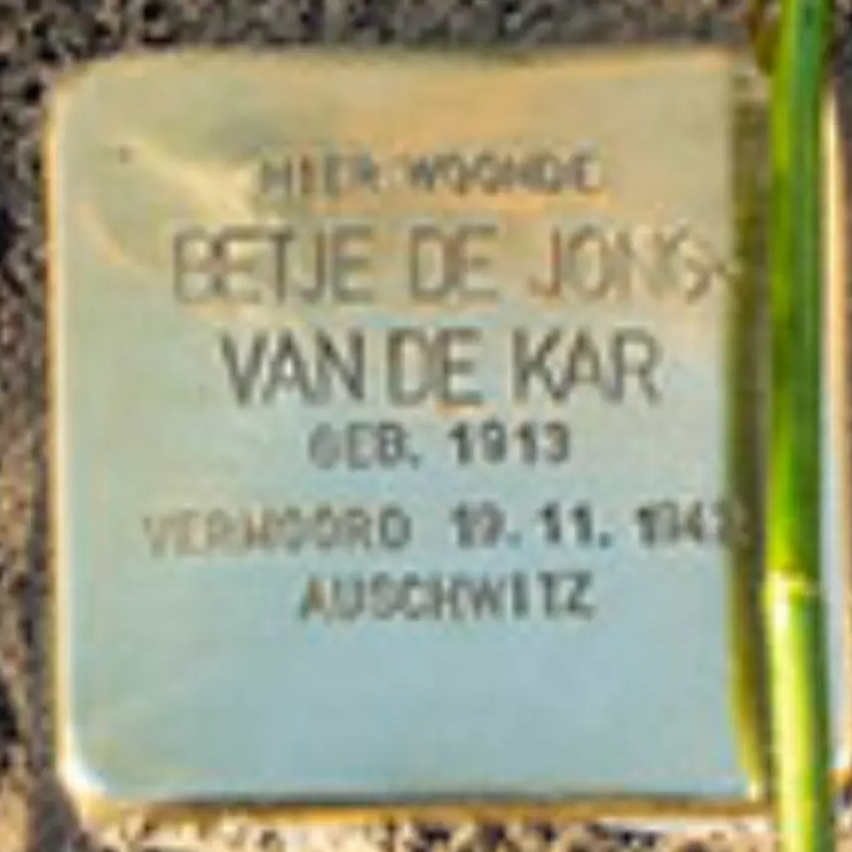 HIER WOONDE
BETJE DE JONG-
VAN DE KAR
GEB. 1913
VERMOORD 19. 11.
AUSCHWITZ